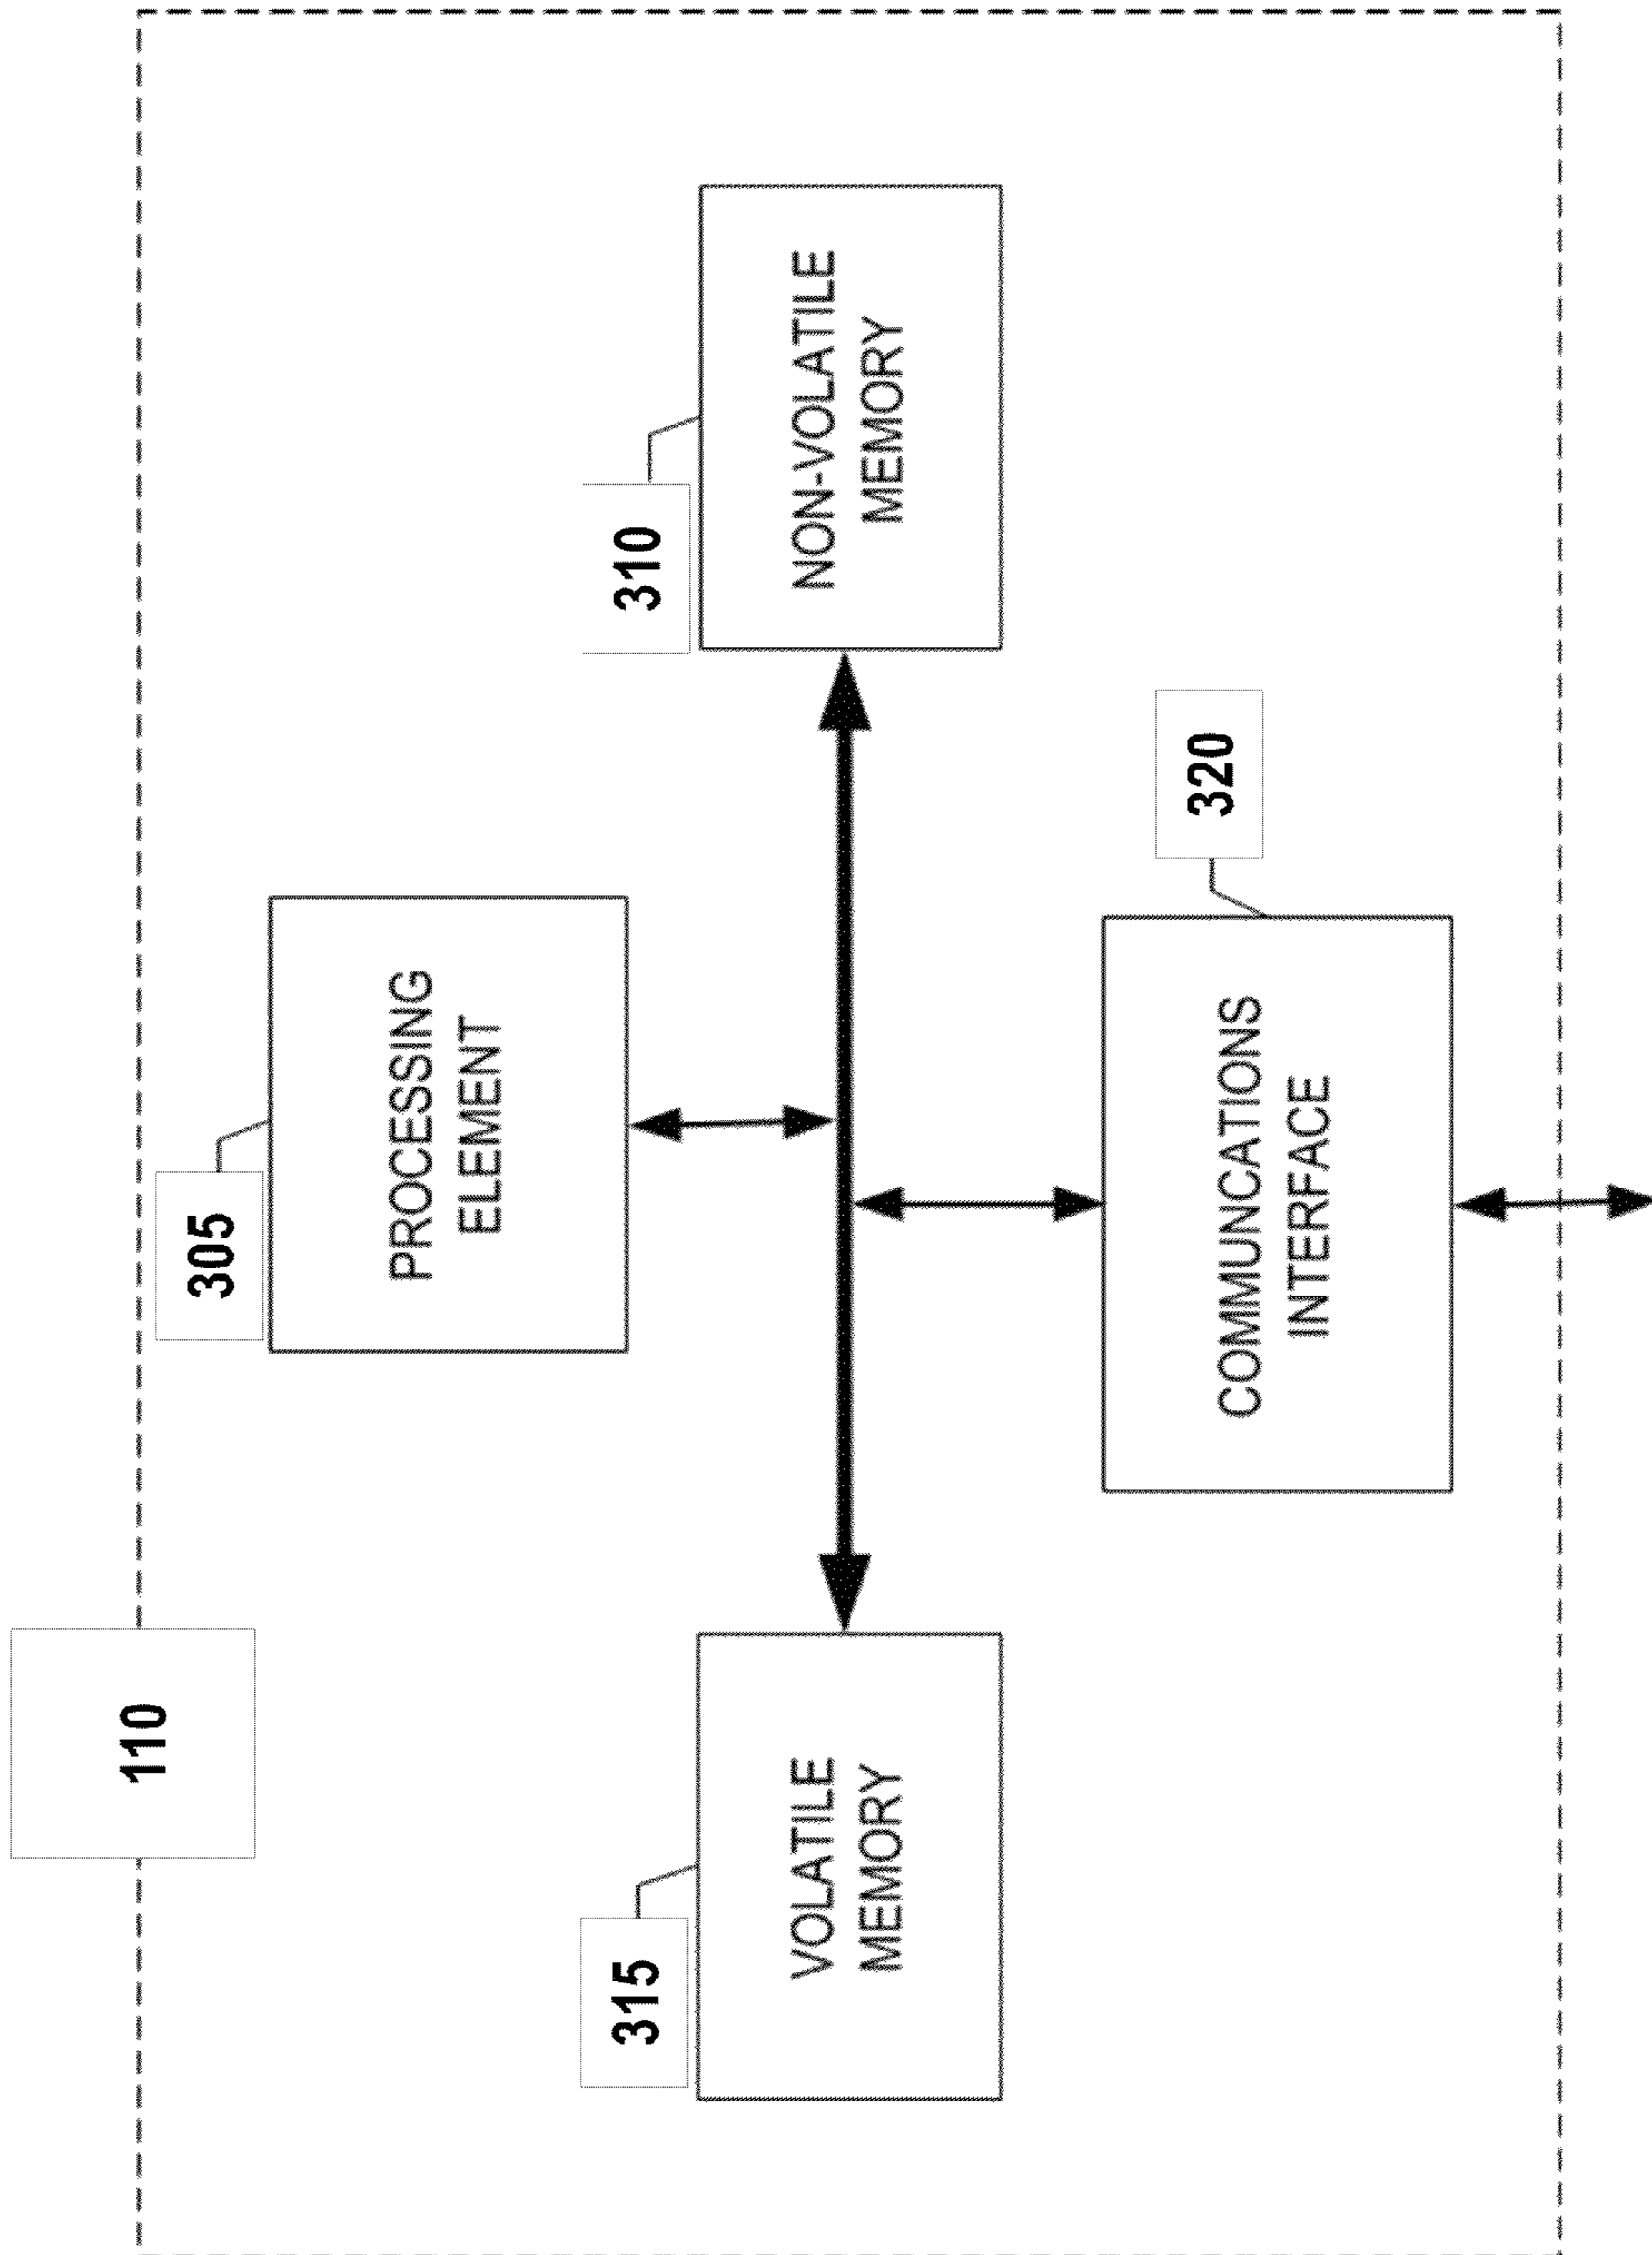 110
305
PROCESSING
ELEMENT
315
VOLATILE
MEMORY
310
NON-VOLATILE
MEMORY
320
COMMUNCATIONS
INTERFACE